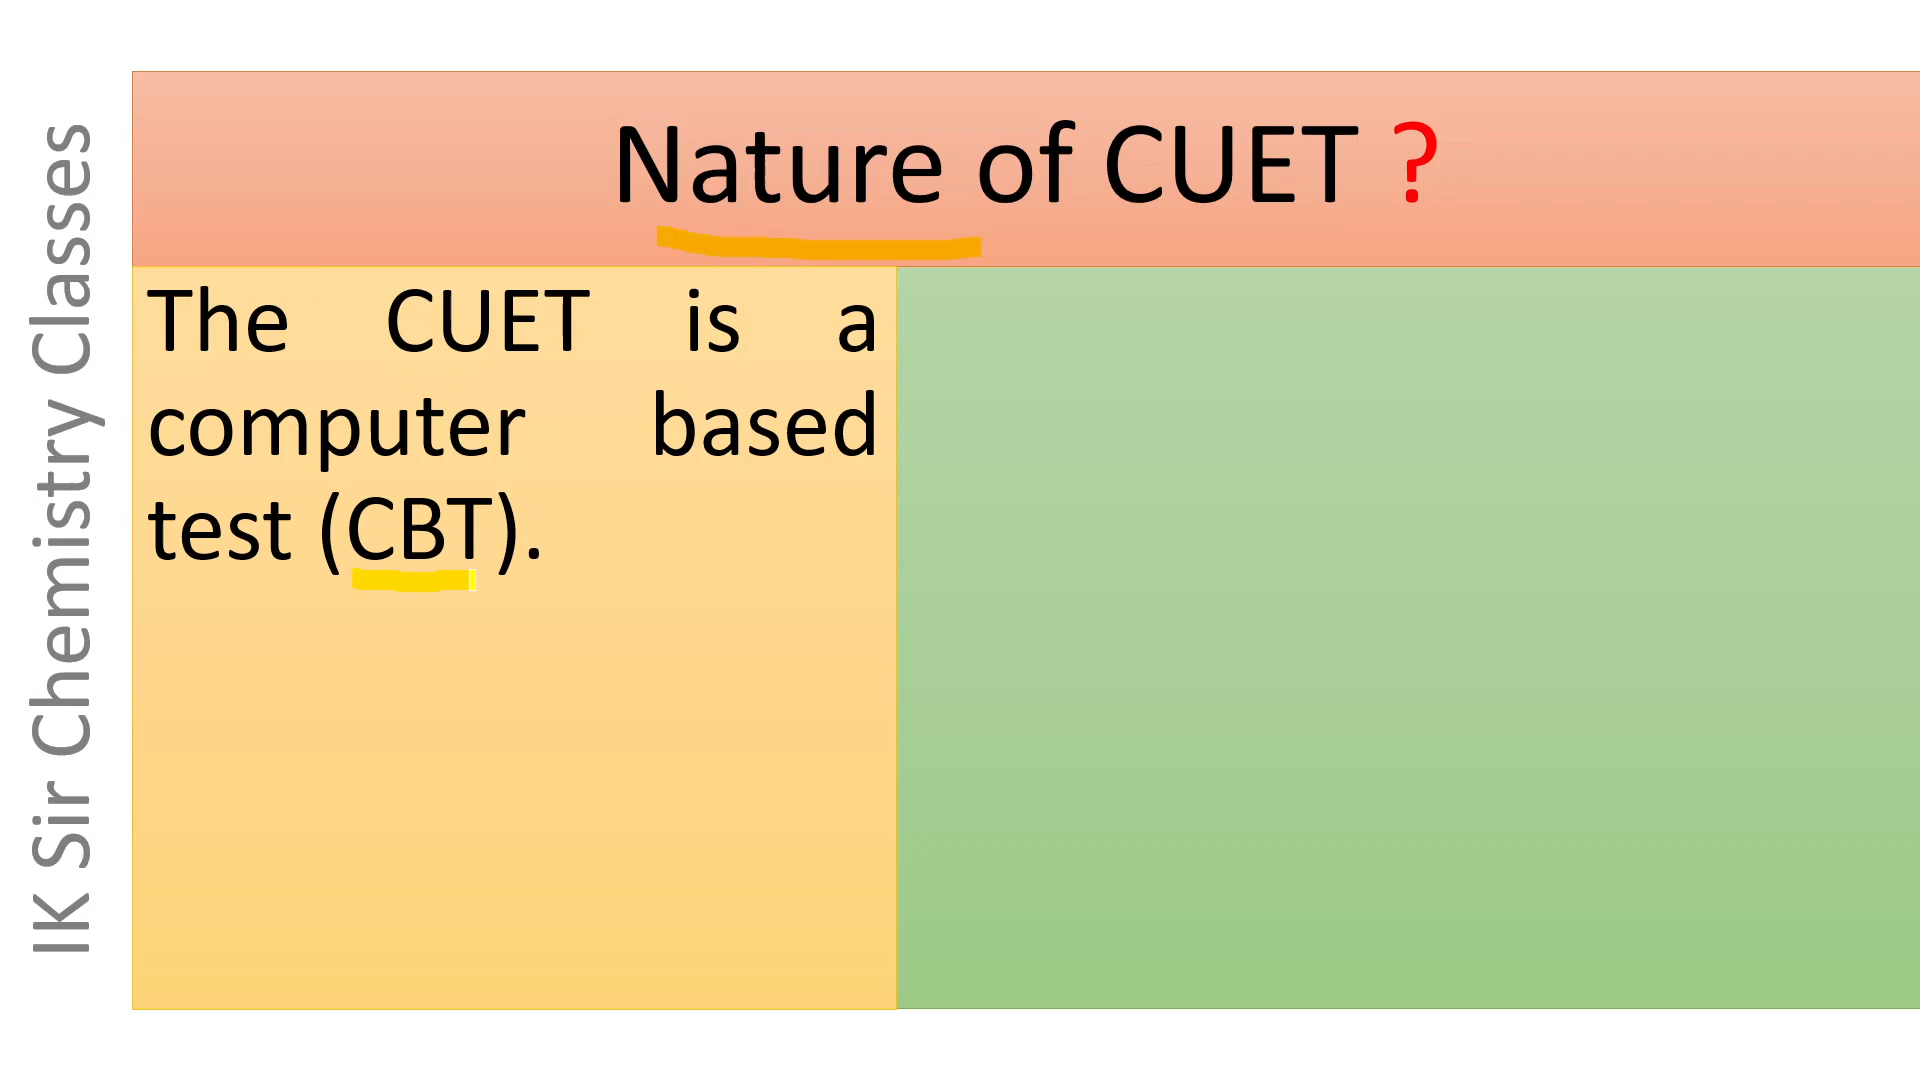 Nature of CUET ?
The CUET is a
computer based
test (CBT).
IK Sir Chemistry Classes